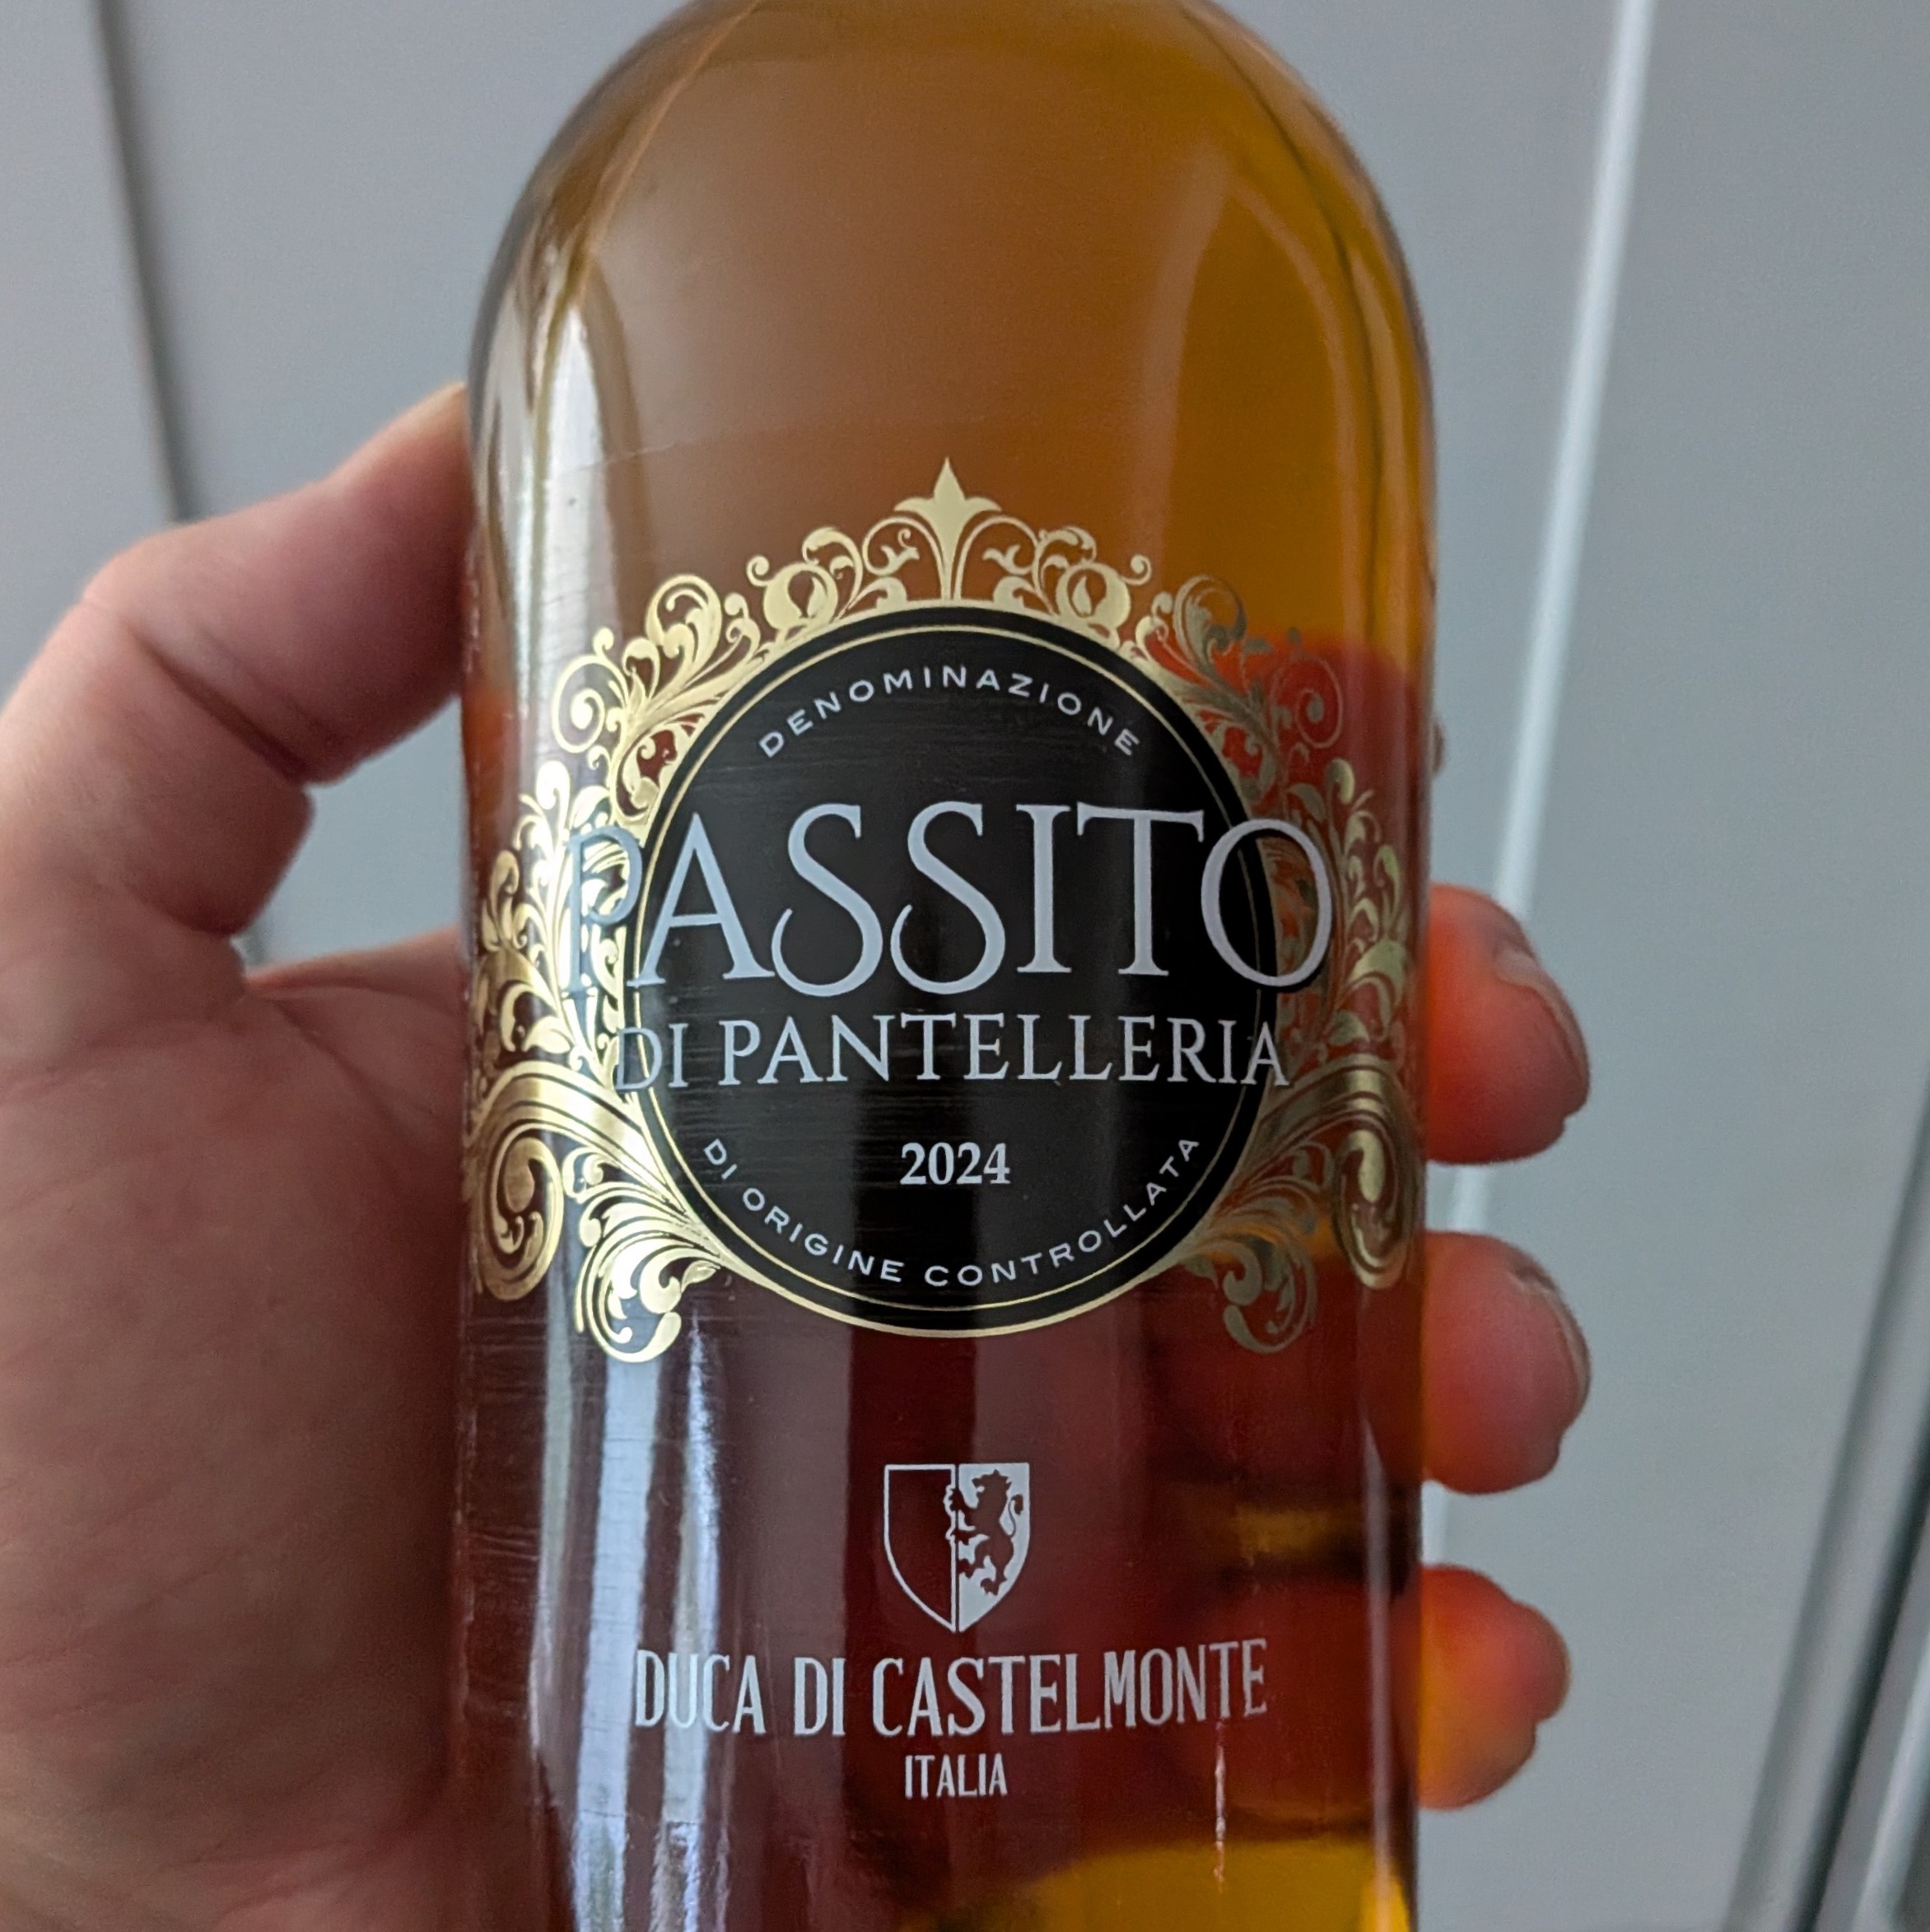 DENOMINAZIONE
PASSITO
DI PANTELLERIA
2024
DI ORIGINE CONTROLLATA
DUCA DI CASTELMONTE
ITALIA